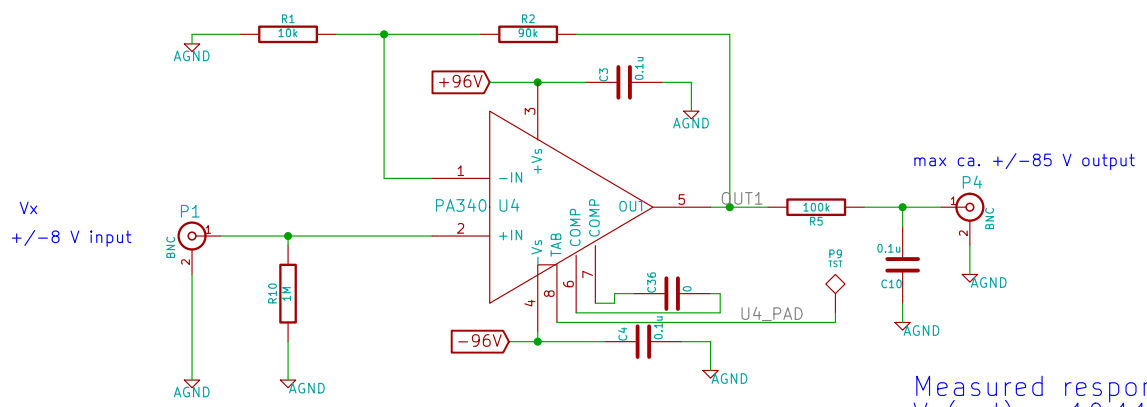 R1
10k
AGND
R2
90k
+96V
C3
0.1u
AGND
3
+Vs
1
-IN
PA340 U4
OUT
5
OUT1
100k
R5
max ca. +/-85 V output
P4
1
BNC
2
AGND
Vx
+/-8 V input
P1
BNC
1
2
AGND
R10
1M
AGND
2
+IN
Vs
TAB
COMP
COMP
4
8
6
7
C36
0
U4_PAD
P9
TST
0.1u
C10
AGND
-96V
C4
0.1u
AGND